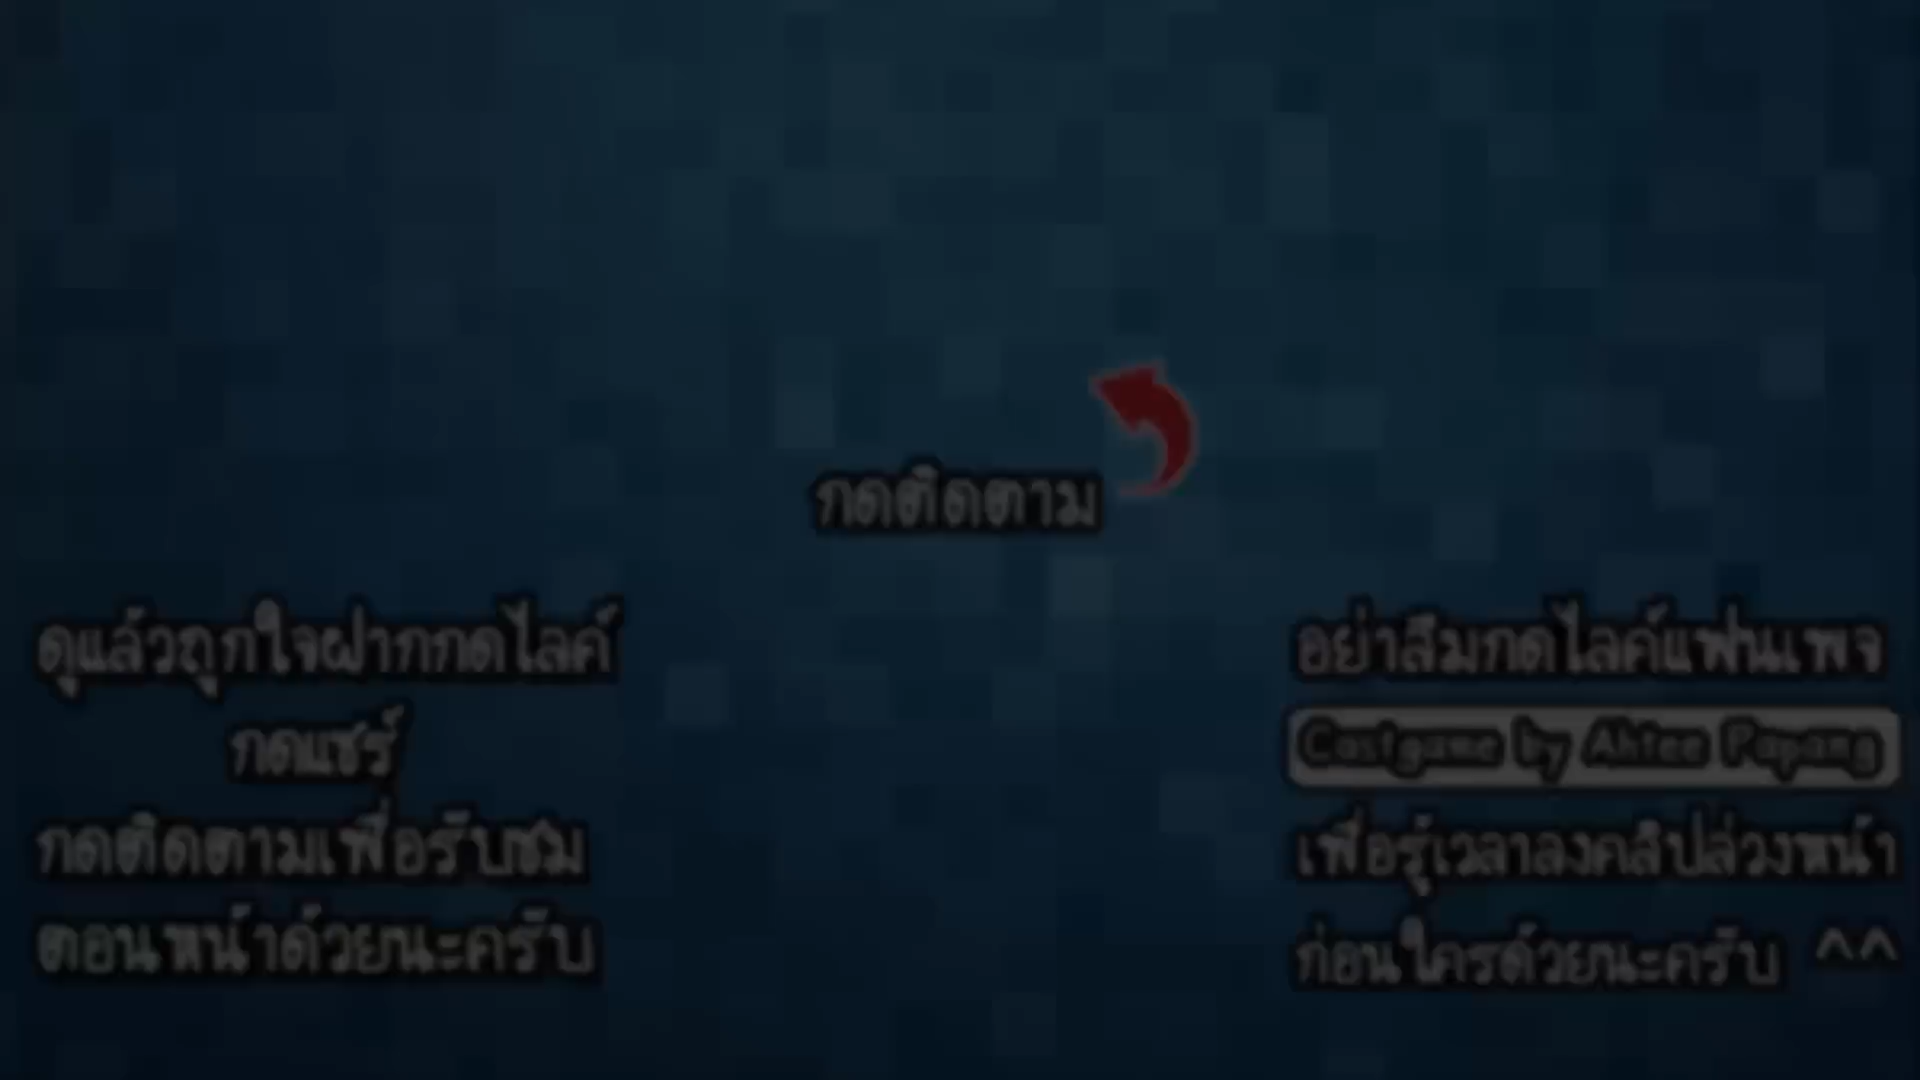 กดติดตาม
ดูแล้วถูกใจฝากกดไลค์
กดแชร์
กดติดตามเพื่อรับชม
ตอนหน้าด้วยนะครับ
อย่าลืมกดไลค์แฟนเพจ
Castgame by Ahtee Papang
เพื่อรู้เวลาลงคลิปล่วงหน้า
ก่อนใครด้วยนะครับ ^^